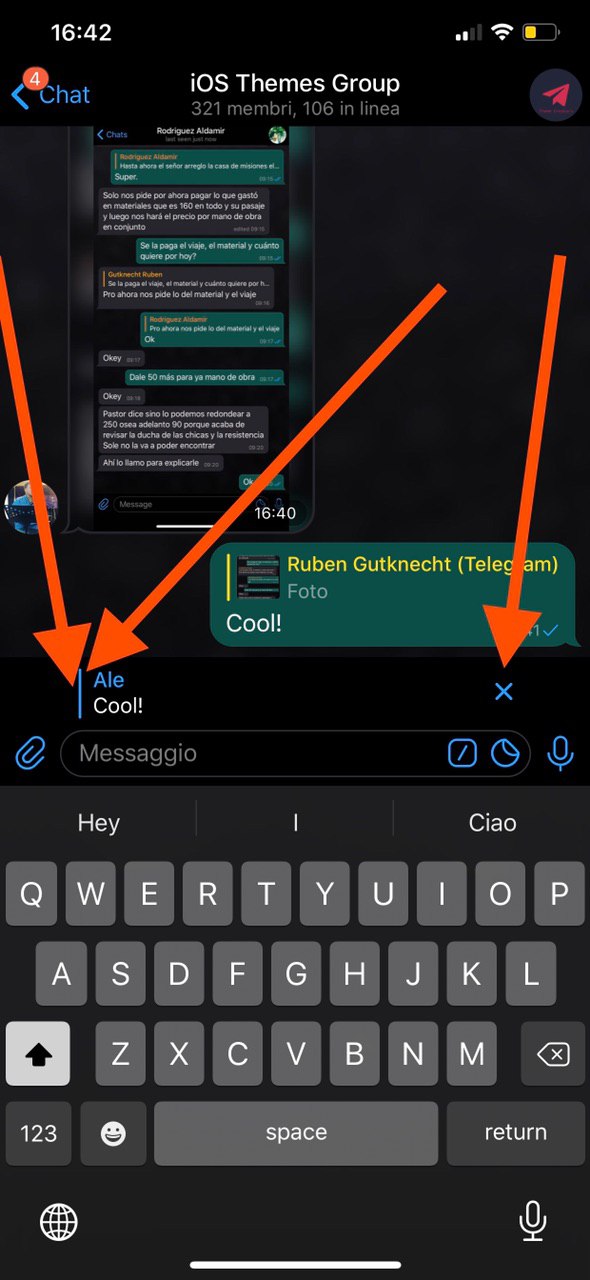 16:42
4
Chat
iOS Themes Group
321 membri, 106 in linea
Chats
Rodriguez Aldamir
last seen just now
Rodriguez Aldamir
Hasta ahora el señor arreglo la casa de misiones el...
Super.
09:15
Solo nos pide por ahora pagar lo que gastó
en materiales que es 160 en todo y su pasaje
y luego nos hará el precio por mano de obra
en conjunto
edited 09:15
Se la paga el viaje, el material y cuánto
quiere por hoy?
09:15
Gutknecht Ruben
Se la paga el viaje, el material y cuánto quiere por h...
Pro ahora nos pide lo del material y el viaje
09:16
Rodriguez Aldamir
Pro ahora nos pide lo del material y el viaje
Ok
09:17
Okey 09:17
Dale 50 más para ya mano de obra 09:17
Okey 09:18
Pastor dice sino lo podemos redondear a
250 osea adelanto 90 porque acaba de
revisar la ducha de las chicas y la resistencia
Sole no la va a poder encontrar
09:20
Ahí lo llamo para explicarle 09:20
Ok
Message
16:40
Ruben Gutknecht (Telegram)
Foto
Cool!
41
Ale
Cool!
Messaggio
Hey I Ciao
Q W E R T Y U I O P
A S D F G H J K L
Z X C V B N M
123 space return